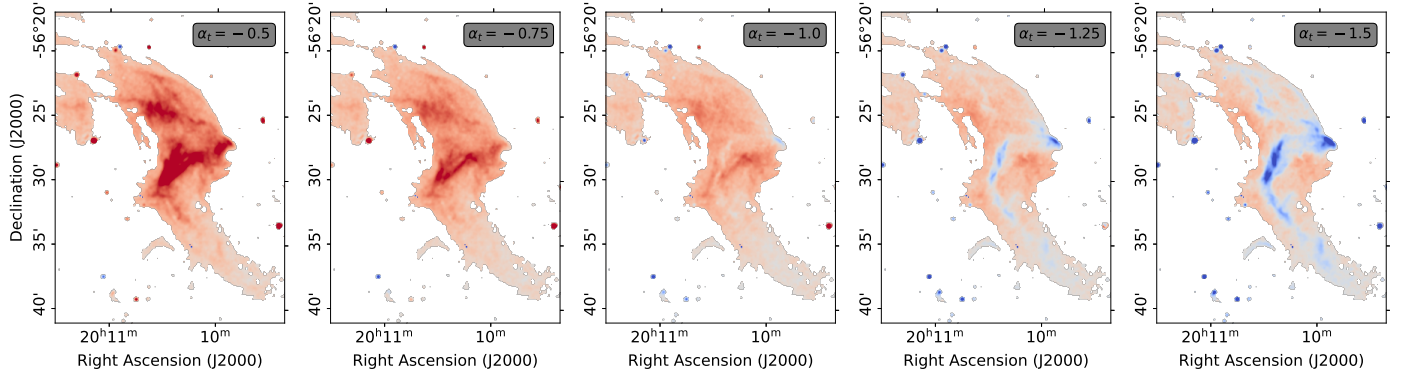 α_t = −0.5
α_t = −0.75
α_t = −1.0
α_t = −1.25
α_t = −1.5
Declination (J2000)
-56°20' 25' 30' 35' 40'
-56°20' 25' 30' 35' 40'
-56°20' 25' 30' 35' 40'
-56°20' 25' 30' 35' 40'
-56°20' 25' 30' 35' 40'
20ʰ11ᵐ 10ᵐ
20ʰ11ᵐ 10ᵐ
20ʰ11ᵐ 10ᵐ
20ʰ11ᵐ 10ᵐ
20ʰ11ᵐ 10ᵐ
Right Ascension (J2000)
Right Ascension (J2000)
Right Ascension (J2000)
Right Ascension (J2000)
Right Ascension (J2000)